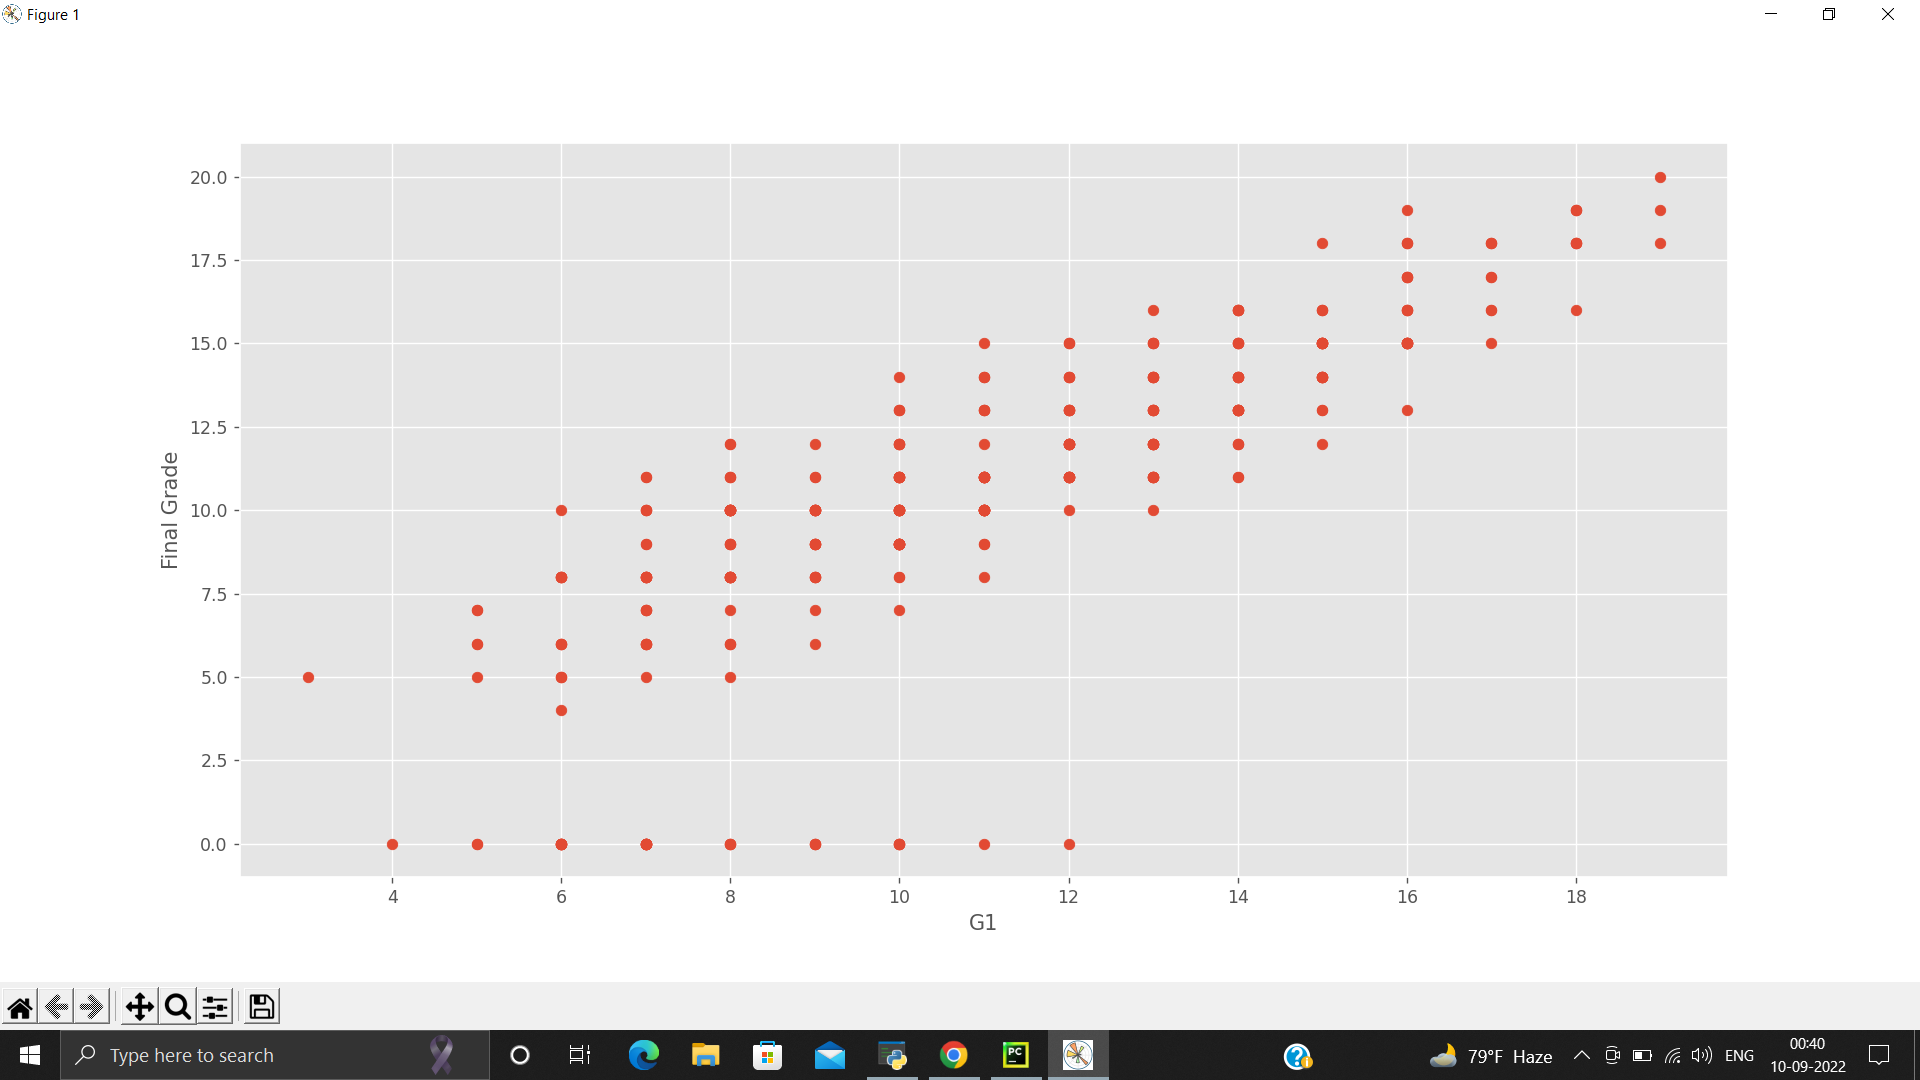 Figure 1
20.0
17.5
15.0
12.5
10.0
7.5
5.0
2.5
0.0
Final Grade
4 6 8 10 12 14 16 18
G1
Type here to search
PC
79°F Haze
ENG
00:40
10-09-2022